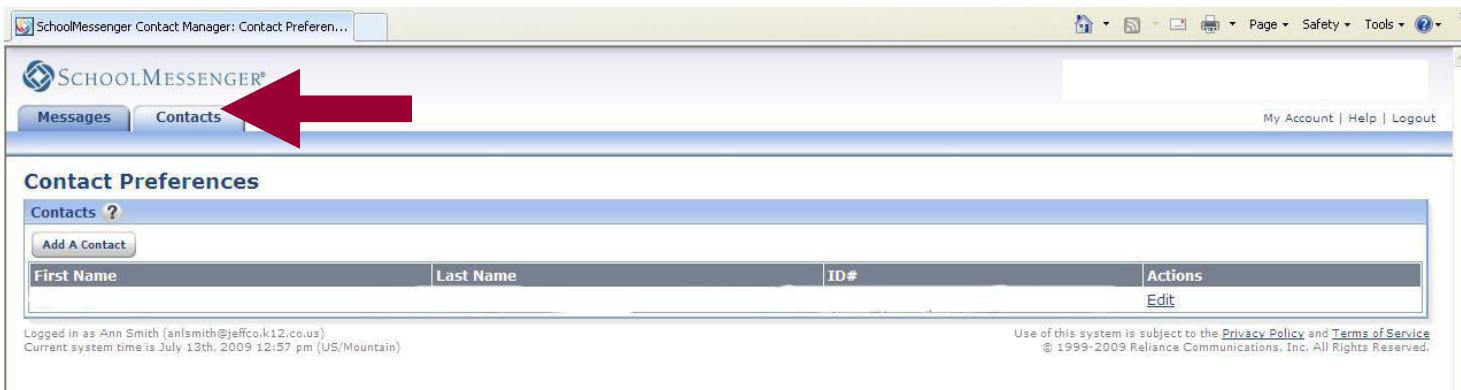 SchoolMessenger Contact Manager: Contact Preferen...
Page Safety Tools
SCHOOLMESSENGER®
Messages Contacts
My Account | Help | Logout
Contact Preferences
Contacts ?
Add A Contact
First Name Last Name ID# Actions
Edit
Logged in as Ann Smith (anlsmith@jeffco.k12.co.us)
Use of this system is subject to the Privacy Policy and Terms of Service
Current system time is July 13th, 2009 12:57 pm (US/Mountain)
© 1999-2009 Reliance Communications, Inc. All Rights Reserved.